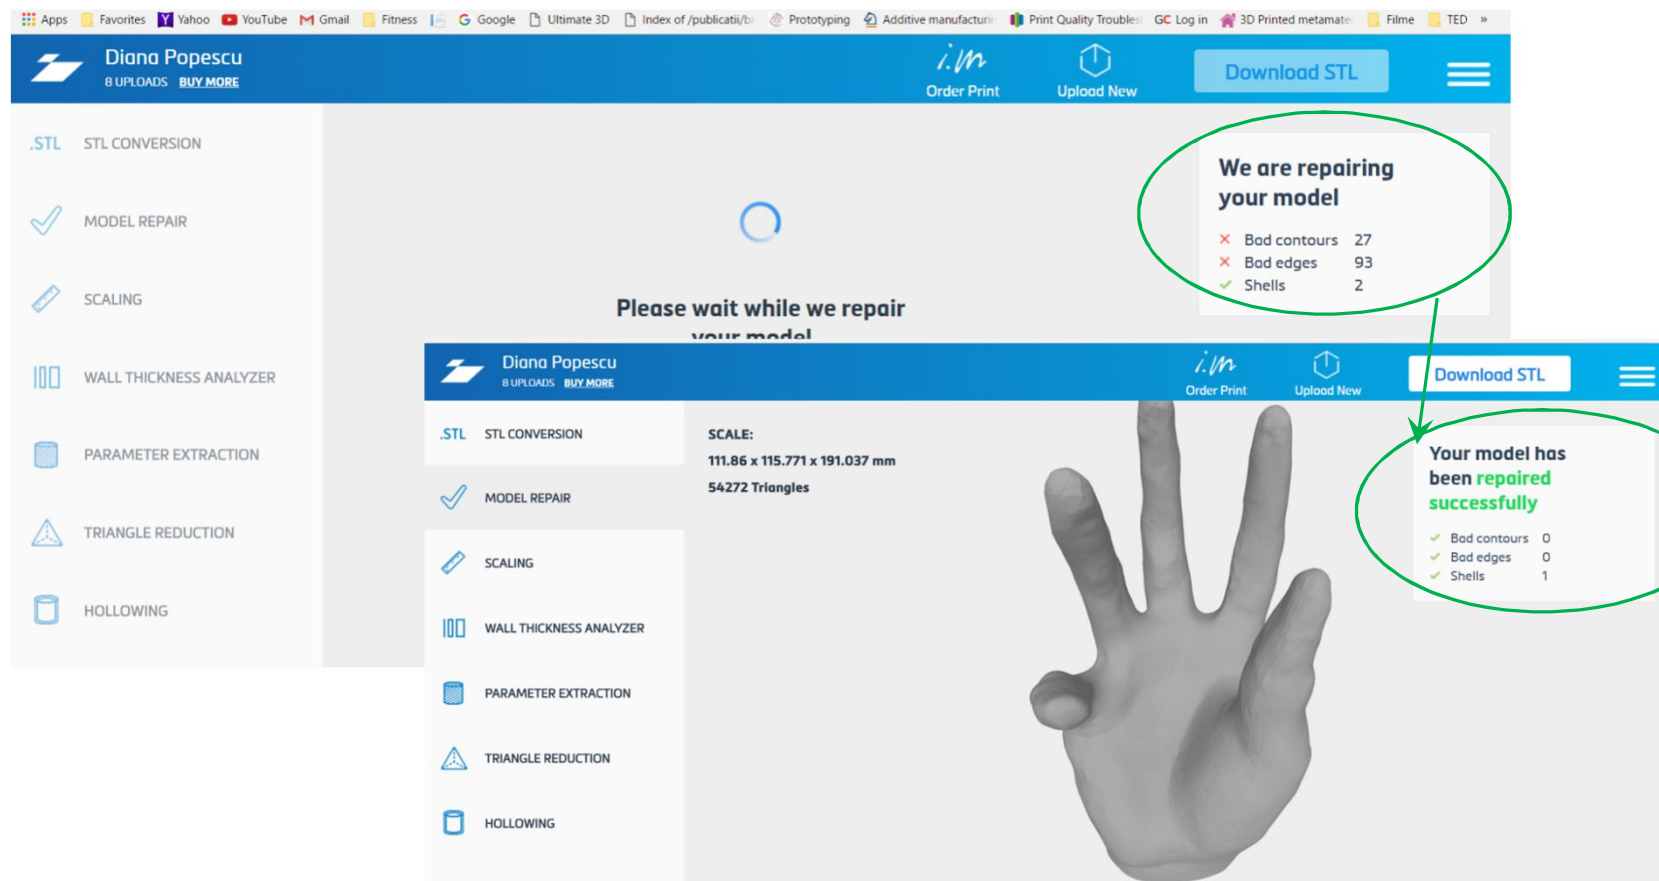 Apps Favorites Yahoo YouTube Gmail Fitness Google Ultimate 3D Index of /publicatii/b Prototyping Additive manufacturin Print Quality Troubles GC Log in 3D Printed metamate Filme TED »
Diana Popescu
8 UPLOADS BUY MORE
i.m
Order Print
Upload New
Download STL
.STL STL CONVERSION
MODEL REPAIR
SCALING
WALL THICKNESS ANALYZER
PARAMETER EXTRACTION
TRIANGLE REDUCTION
HOLLOWING
Please wait while we repair
your model
We are repairing
your model
Bad contours 27
Bad edges 93
Shells 2
Diana Popescu
8 UPLOADS BUY MORE
i.m
Order Print
Upload New
Download STL
.STL STL CONVERSION
MODEL REPAIR
SCALING
WALL THICKNESS ANALYZER
PARAMETER EXTRACTION
TRIANGLE REDUCTION
HOLLOWING
SCALE:
111.86 x 115.771 x 191.037 mm
54272 Triangles
Your model has
been repaired
successfully
Bad contours 0
Bad edges 0
Shells 1